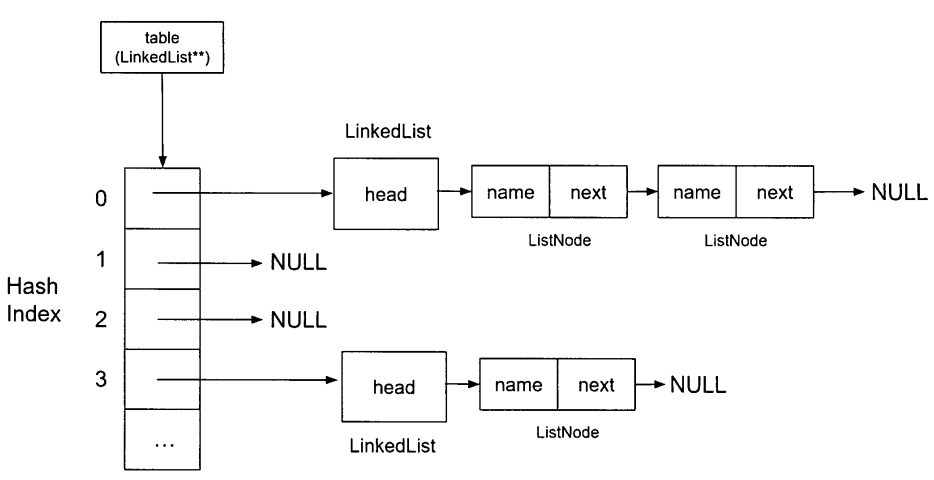 table
(LinkedList**)
LinkedList
0
head
name
next
name
next
NULL
ListNode
ListNode
1
NULL
Hash
Index
2
NULL
3
head
name
next
NULL
ListNode
LinkedList
...